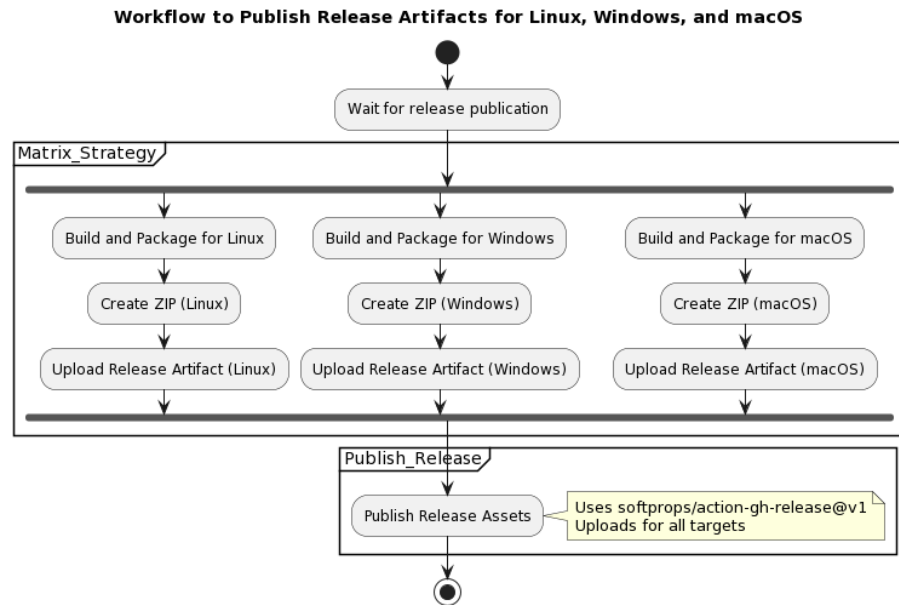 Workflow to Publish Release Artifacts for Linux, Windows, and macOS
Wait for release publication
Matrix_Strategy
Build and Package for Linux
Build and Package for Windows
Build and Package for macOS
Create ZIP (Linux)
Create ZIP (Windows)
Create ZIP (macOS)
Upload Release Artifact (Linux)
Upload Release Artifact (Windows)
Upload Release Artifact (macOS)
Publish_Release
Publish Release Assets
Uses softprops/action-gh-release@v1
Uploads for all targets